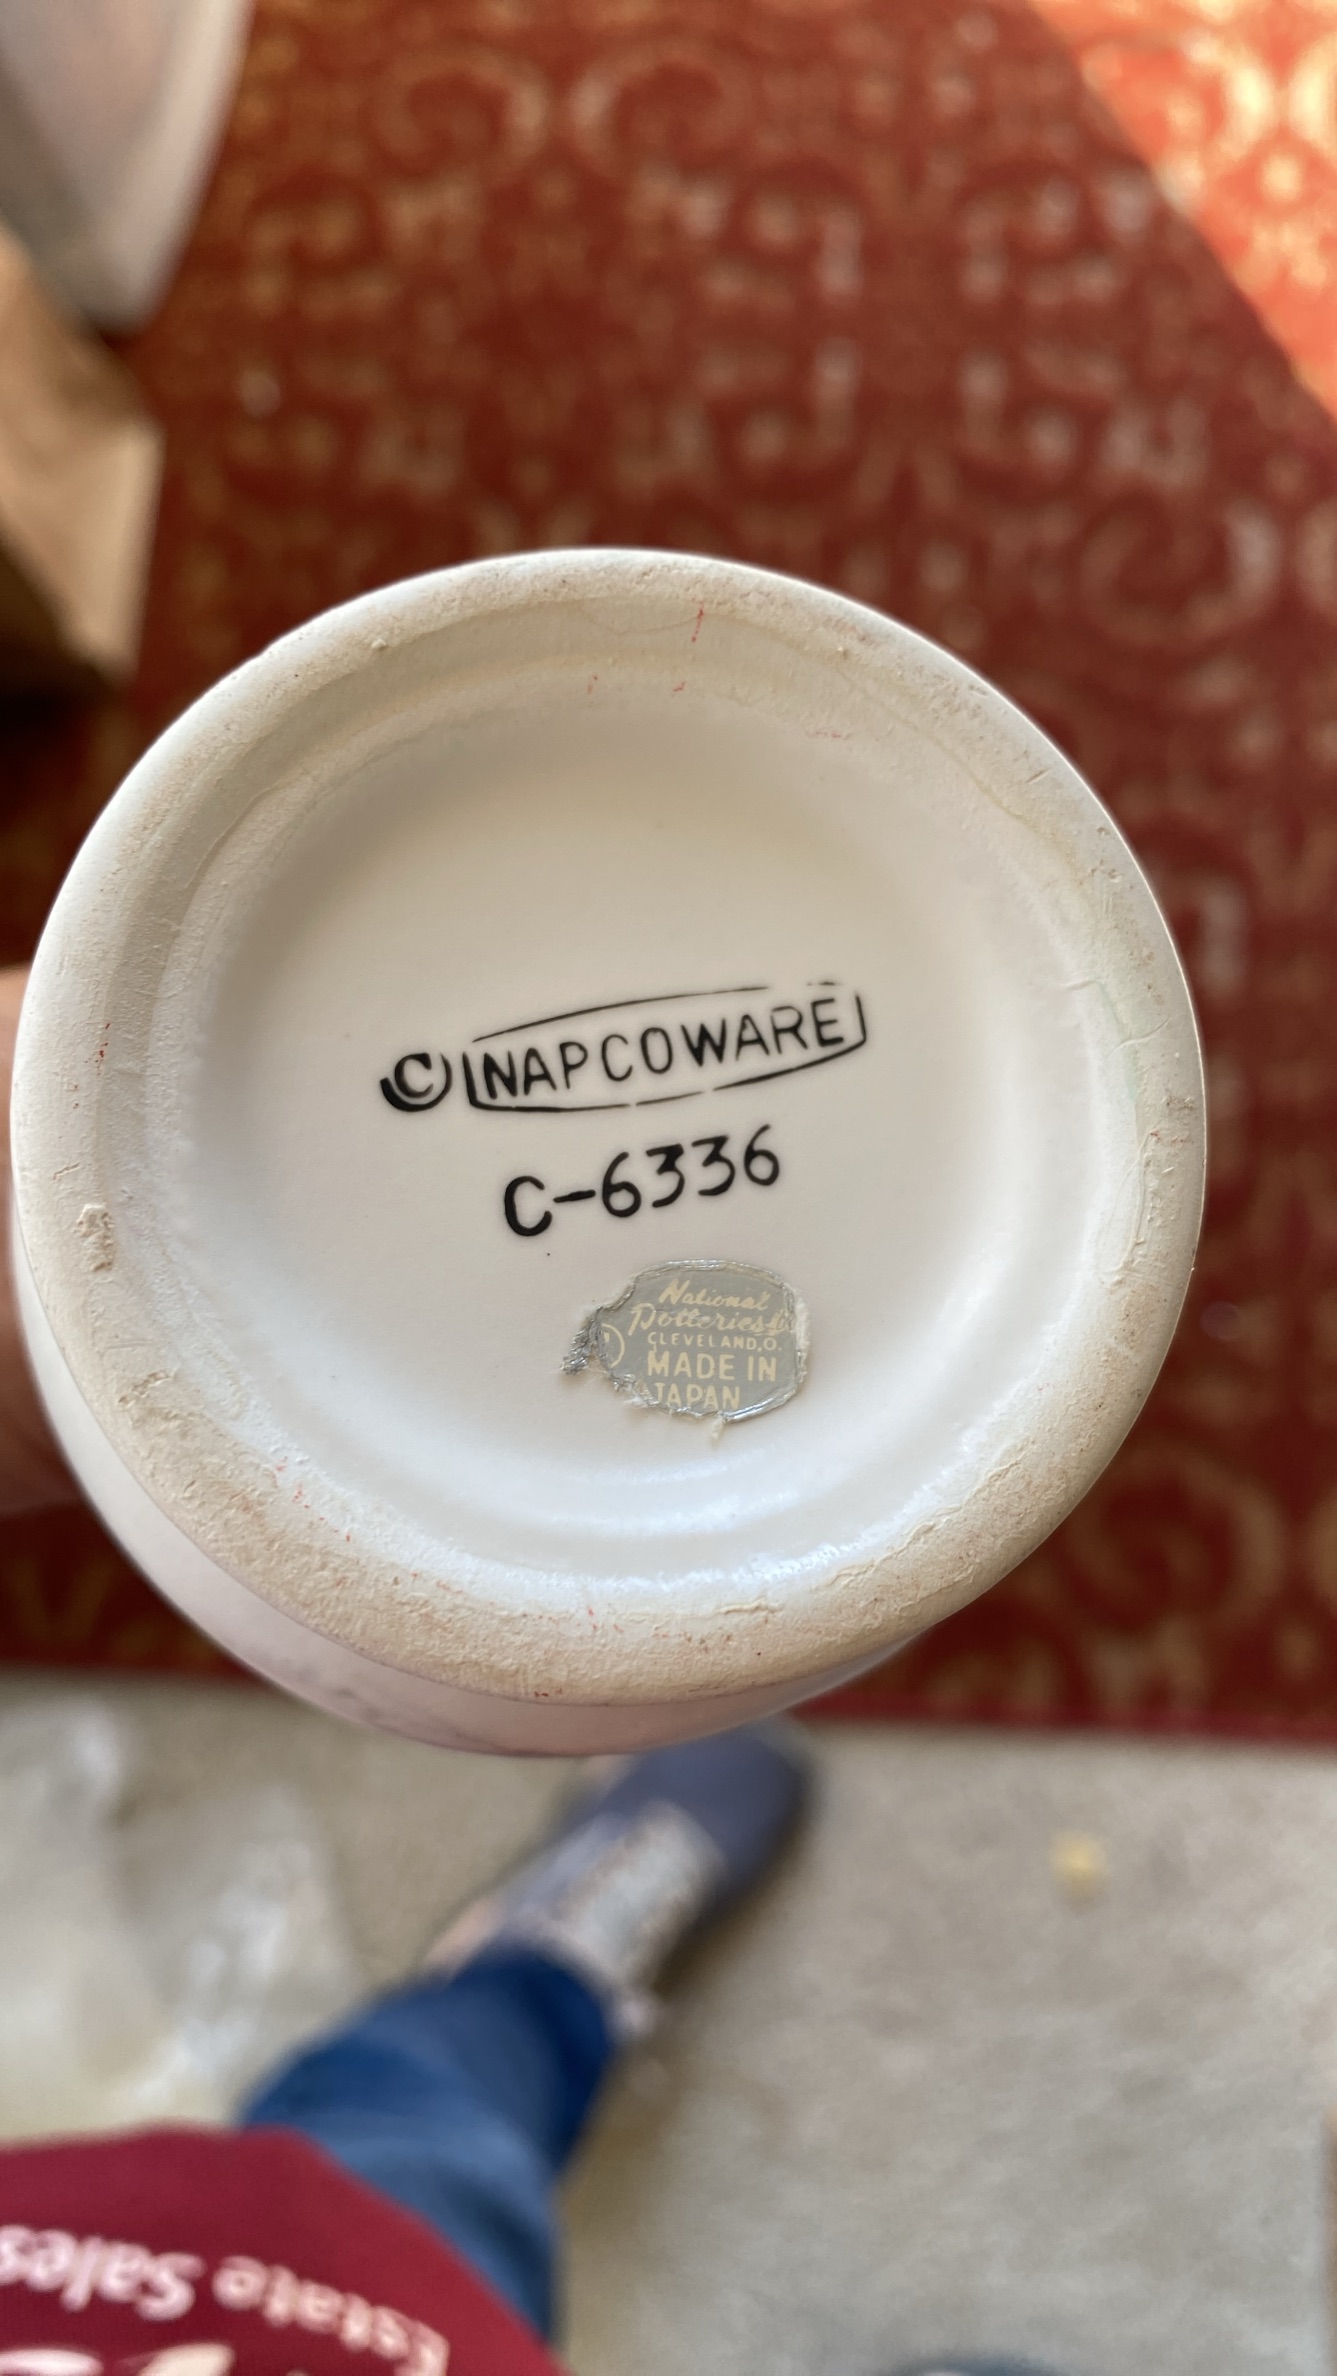 © NAPCOWARE
C-6336
National
Potteries
CLEVELAND, O.
MADE IN
JAPAN
Estate Sales